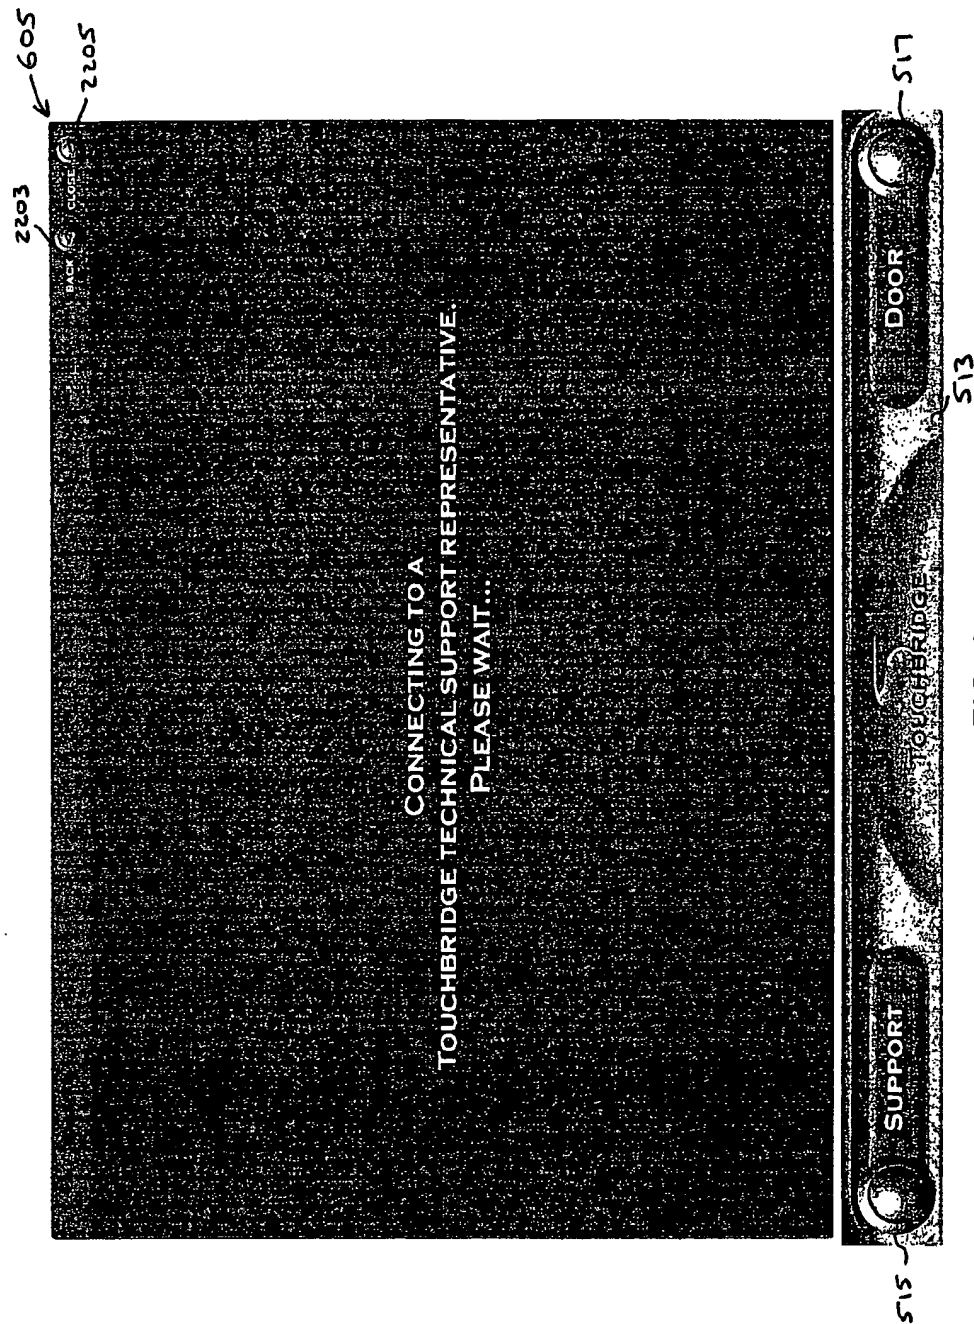 605
2203
2205
BACK
CLOSE
CONNECTING TO A
TOUCHBRIDGE TECHNICAL SUPPORT REPRESENTATIVE.
PLEASE WAIT...
SUPPORT
TOUCHBRIDGE
DOOR
515
513
517